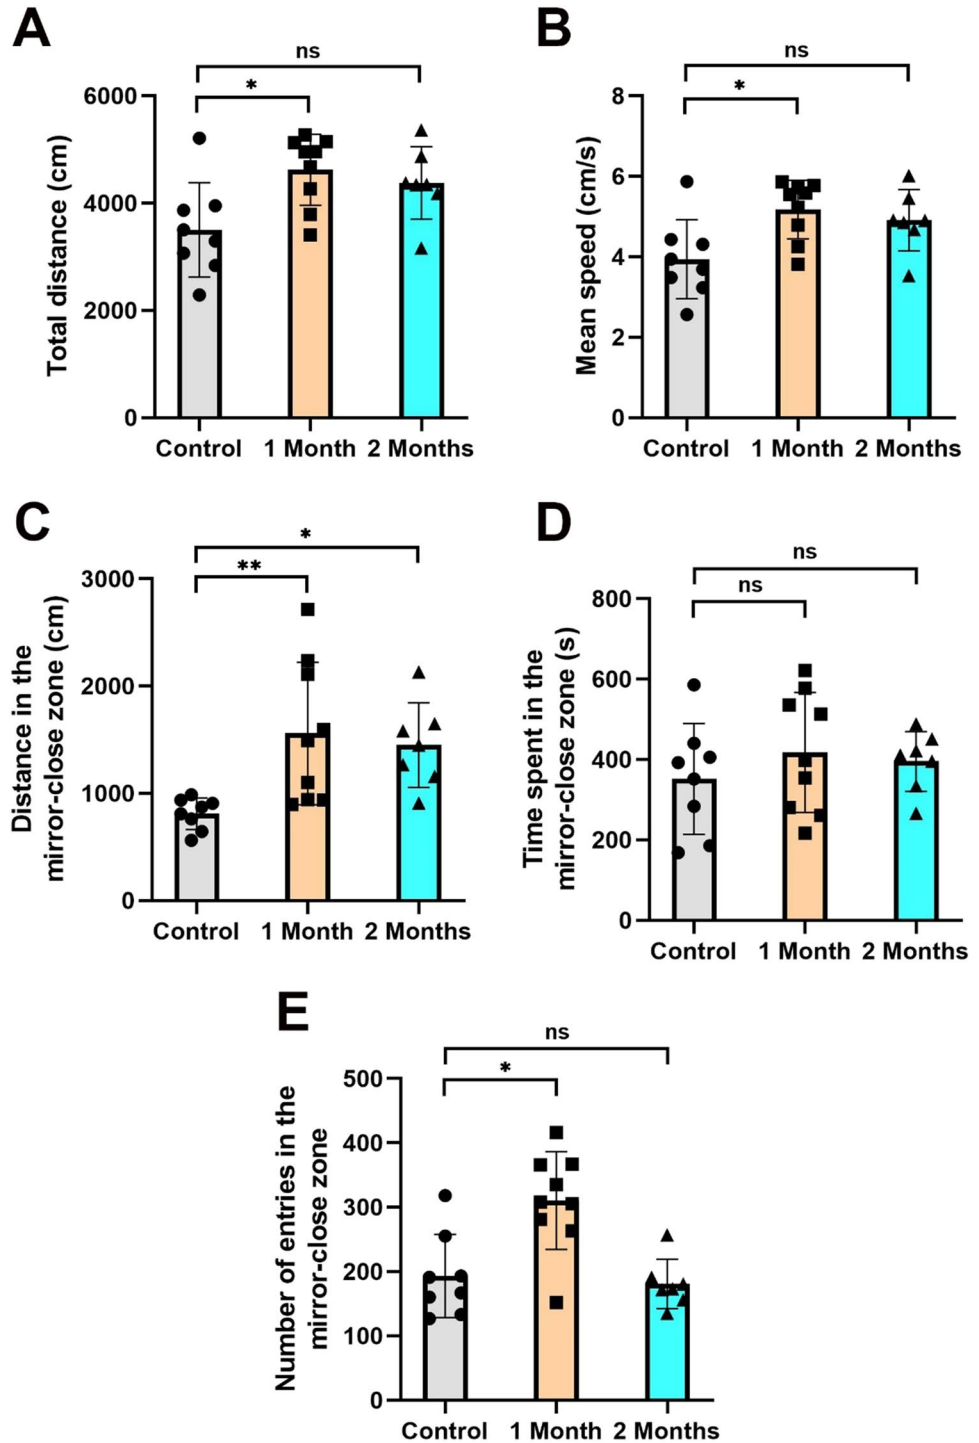 A
ns
*
Total distance (cm)
6000
4000
2000
0
Control 1 Month 2 Months
B
ns
*
Mean speed (cm/s)
8
6
4
2
0
Control 1 Month 2 Months
C
*
**
Distance in the
mirror-close zone (cm)
3000
2000
1000
0
Control 1 Month 2 Months
D
ns
ns
Time spent in the
mirror-close zone (s)
800
600
400
200
0
Control 1 Month 2 Months
E
ns
*
Number of entries in the
mirror-close zone
500
400
300
200
100
0
Control 1 Month 2 Months